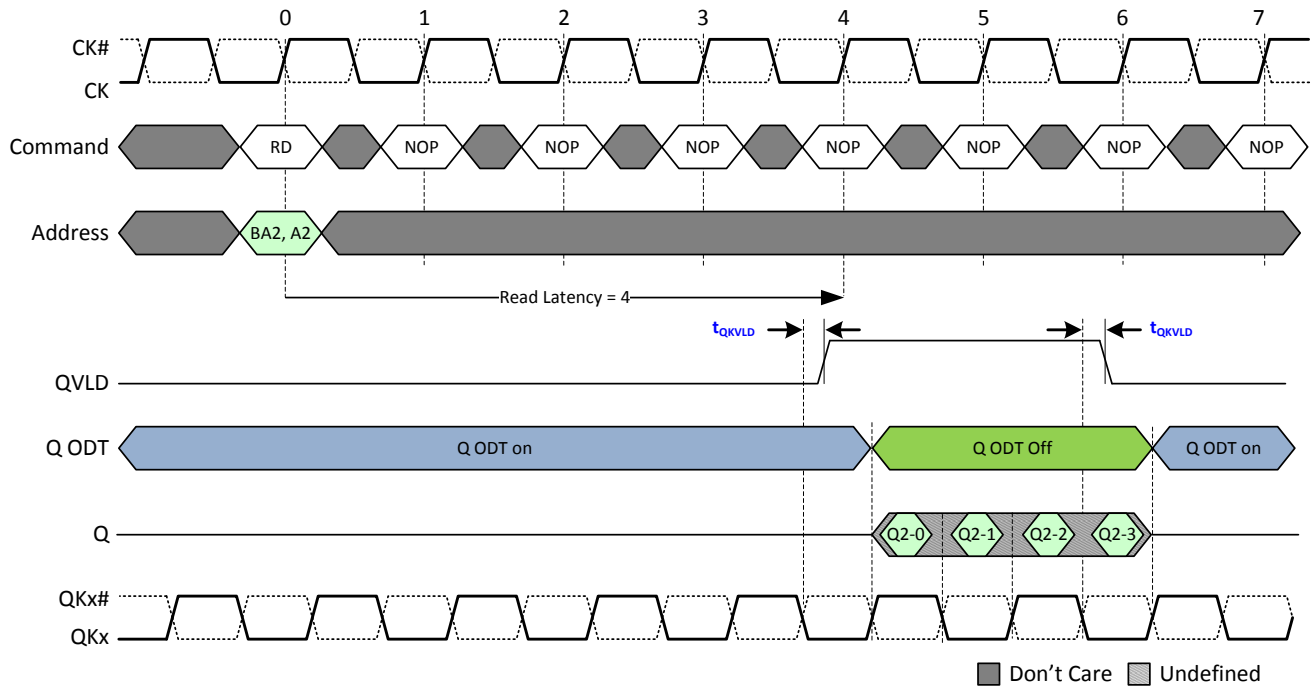 0 1 2 3 4 5 6 7
CK#
CK
Command RD NOP NOP NOP NOP NOP NOP NOP
Address BA2, A2
Read Latency = 4
tQKVLD tQKVLD
QVLD
Q ODT Q ODT on Q ODT Off Q ODT on
Q Q2-0 Q2-1 Q2-2 Q2-3
QKx#
QKx
Don't Care Undefined